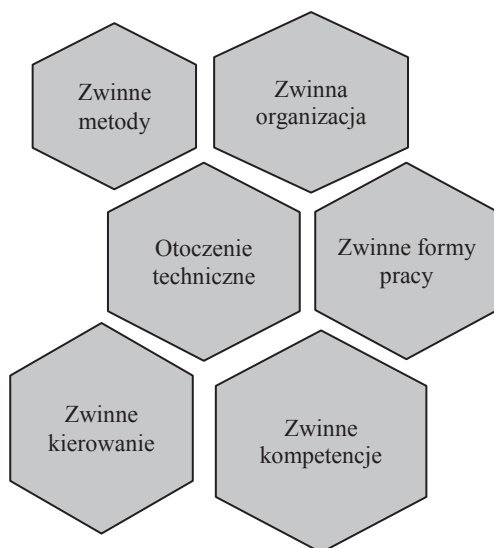 Zwinne
metody
Zwinna
organizacja
Otoczenie
techniczne
Zwinne formy
pracy
Zwinne
kierowanie
Zwinne
kompetencje